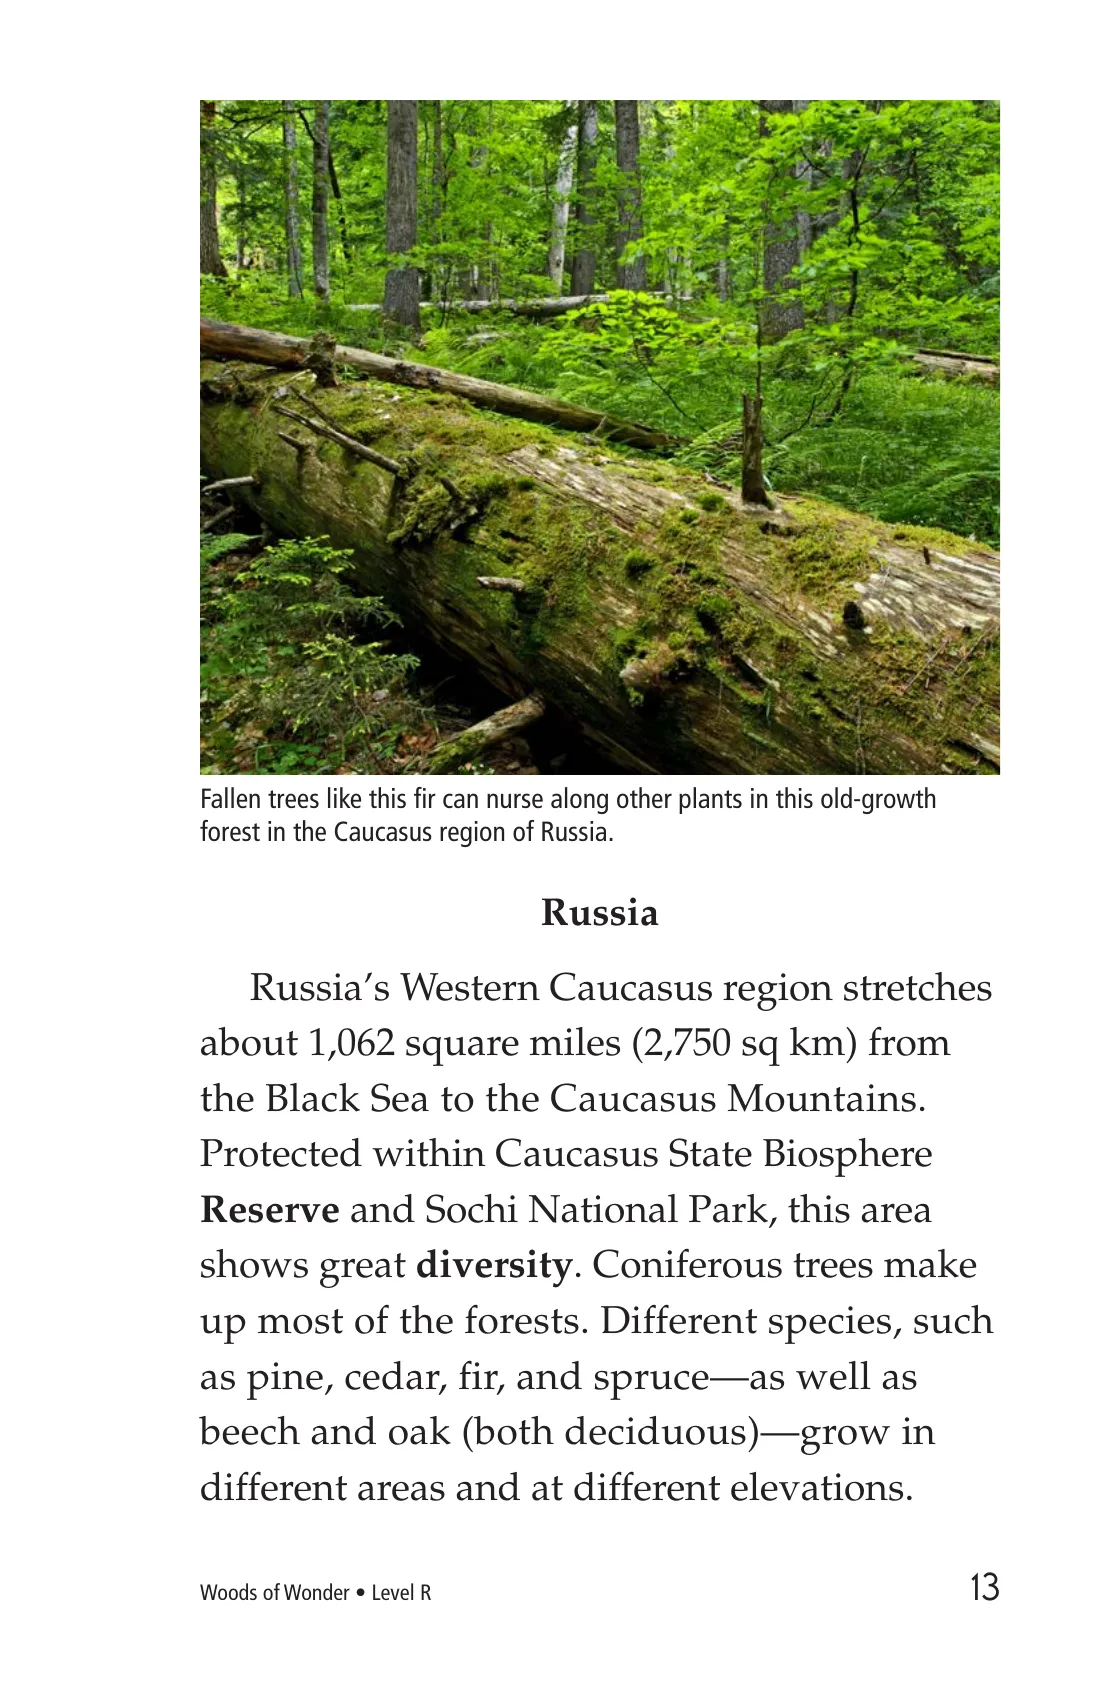 Fallen trees like this fir can nurse along other plants in this old-growth
forest in the Caucasus region of Russia.
Russia
Russia’s Western Caucasus region stretches
about 1,062 square miles (2,750 sq km) from
the Black Sea to the Caucasus Mountains.
Protected within Caucasus State Biosphere
Reserve and Sochi National Park, this area
shows great diversity. Coniferous trees make
up most of the forests. Different species, such
as pine, cedar, fir, and spruce—as well as
beech and oak (both deciduous)—grow in
different areas and at different elevations.
Woods of Wonder • Level R
13